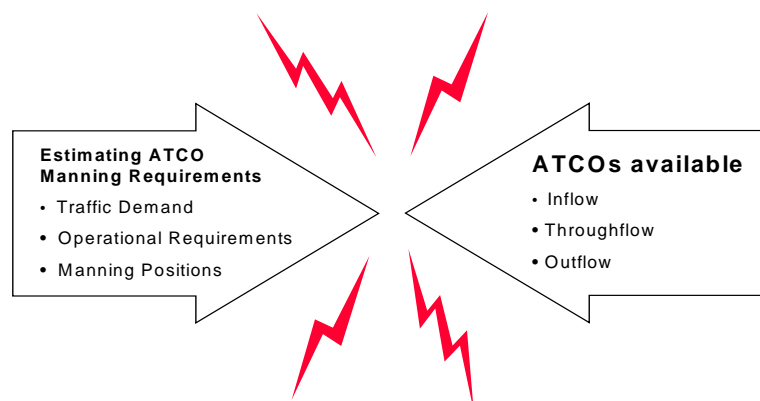 Estimating ATCO
Manning Requirements
• Traffic Demand
• Operational Requirements
• Manning Positions
ATCOs available
• Inflow
• Throughflow
• Outflow